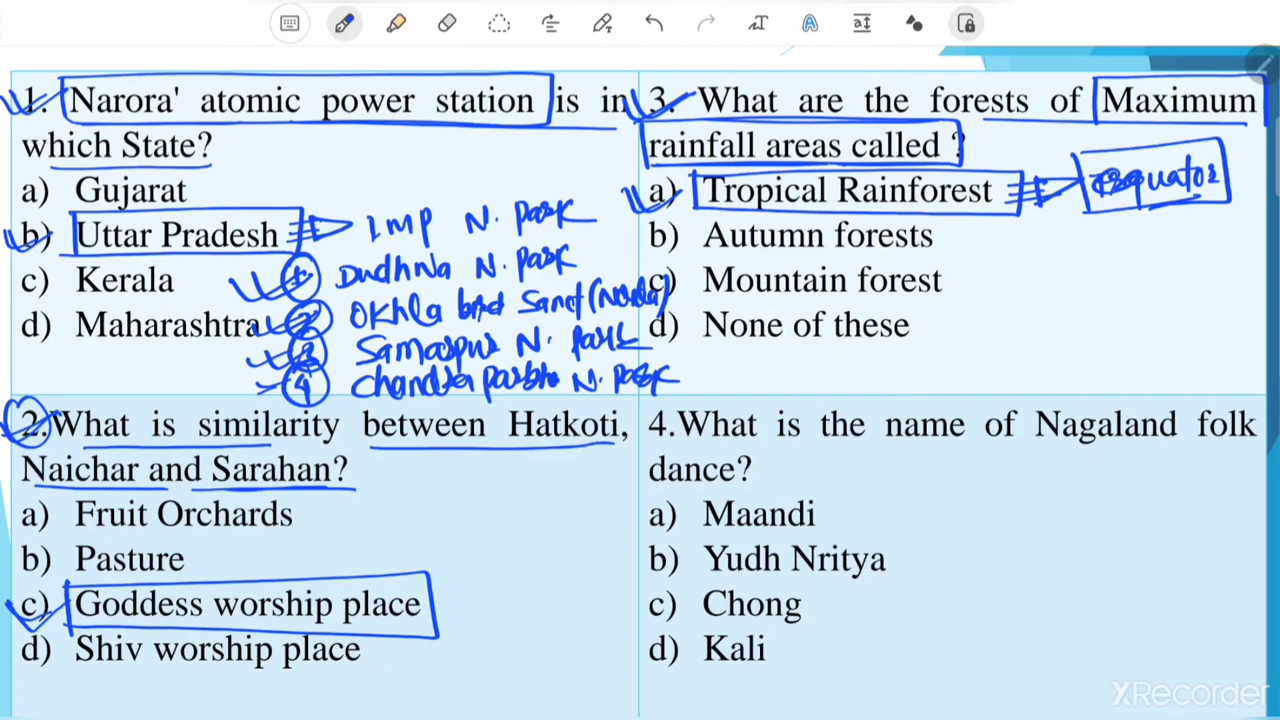 1. Narora' atomic power station is in
which State?
a) Gujarat
b) Uttar Pradesh
IMP N. Park
c) Kerala
① Dudhwa N. Park
d) Maharashtra
② Okhla bird Sanct (Noida)
③ Samaspur N. Park
④ Chandra N. Park
2.What is similarity between Hatkoti,
Naichar and Sarahan?
a) Fruit Orchards
b) Pasture
c) Goddess worship place
d) Shiv worship place
3. What are the forests of Maximum
rainfall areas called ?
a) Tropical Rainforest
equator
b) Autumn forests
c) Mountain forest
d) None of these
4.What is the name of Nagaland folk
dance?
a) Maandi
b) Yudh Nritya
c) Chong
d) Kali
XRecorder